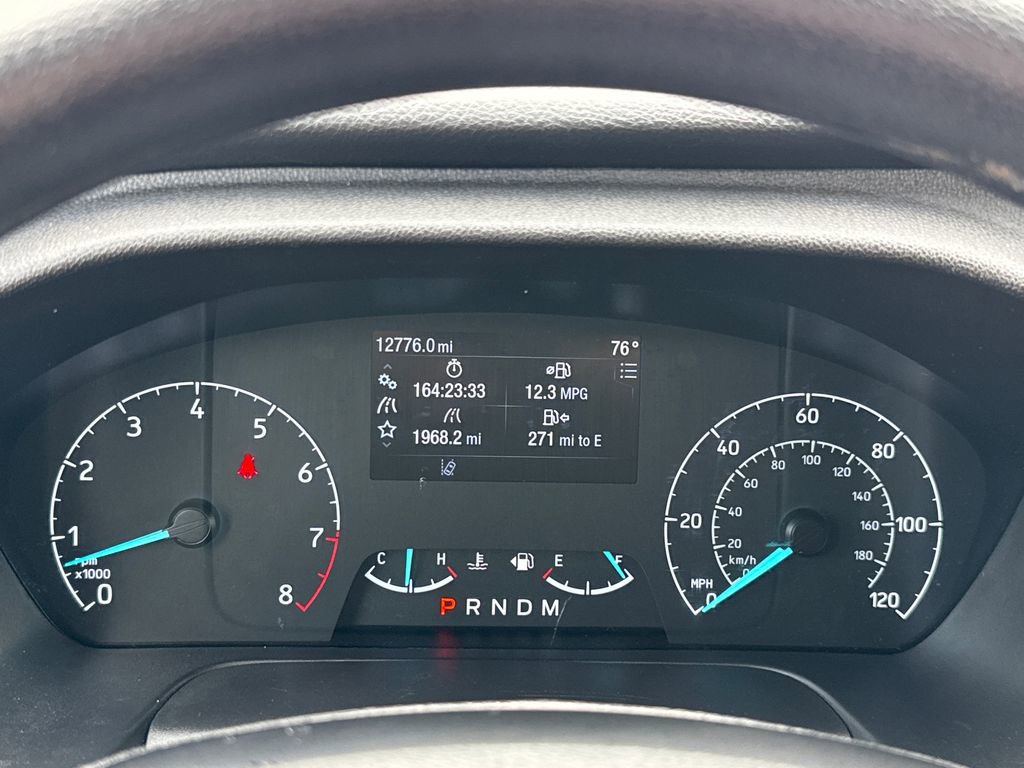 12776.0 mi 76°
164:23:33 12.3 MPG
1968.2 mi 271 mi to E
0 1 2 3 4 5 6 7 8
x1000
C H E F
P R N D M
0 20 40 60 80 100 120
MPH
0 20 40 60 80 100 120 140 160 180
km/h